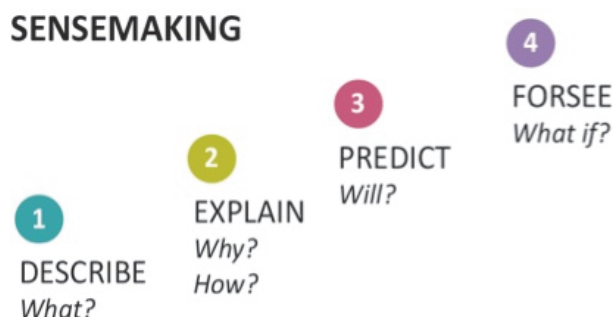 SENSEMAKING
1
DESCRIBE
What?
2
EXPLAIN
Why?
How?
3
PREDICT
Will?
4
FORSEE
What if?